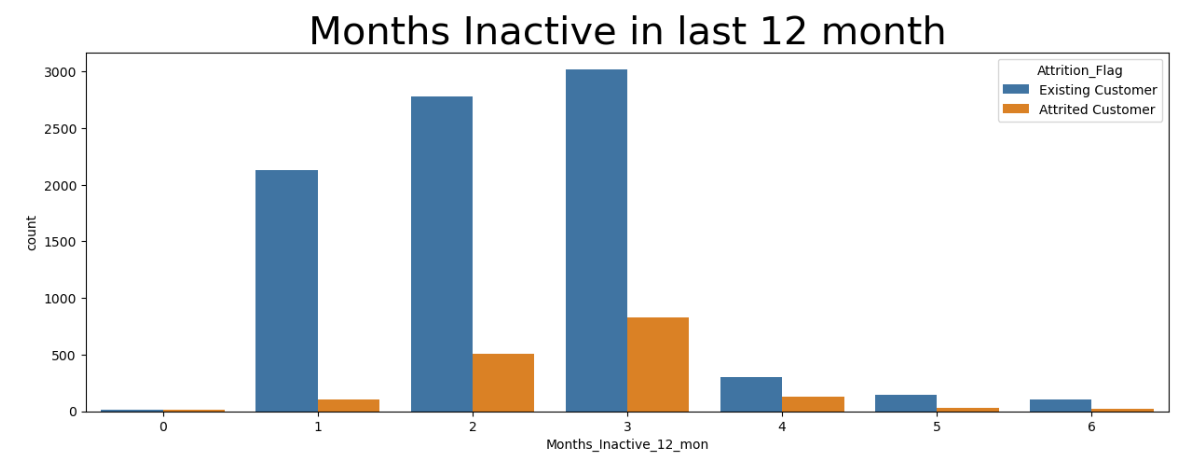 Months Inactive in last 12 month
Attrition_Flag
Existing Customer
Attrited Customer
3000
2500
2000
1500
1000
500
0
count
0 1 2 3 4 5 6
Months_Inactive_12_mon